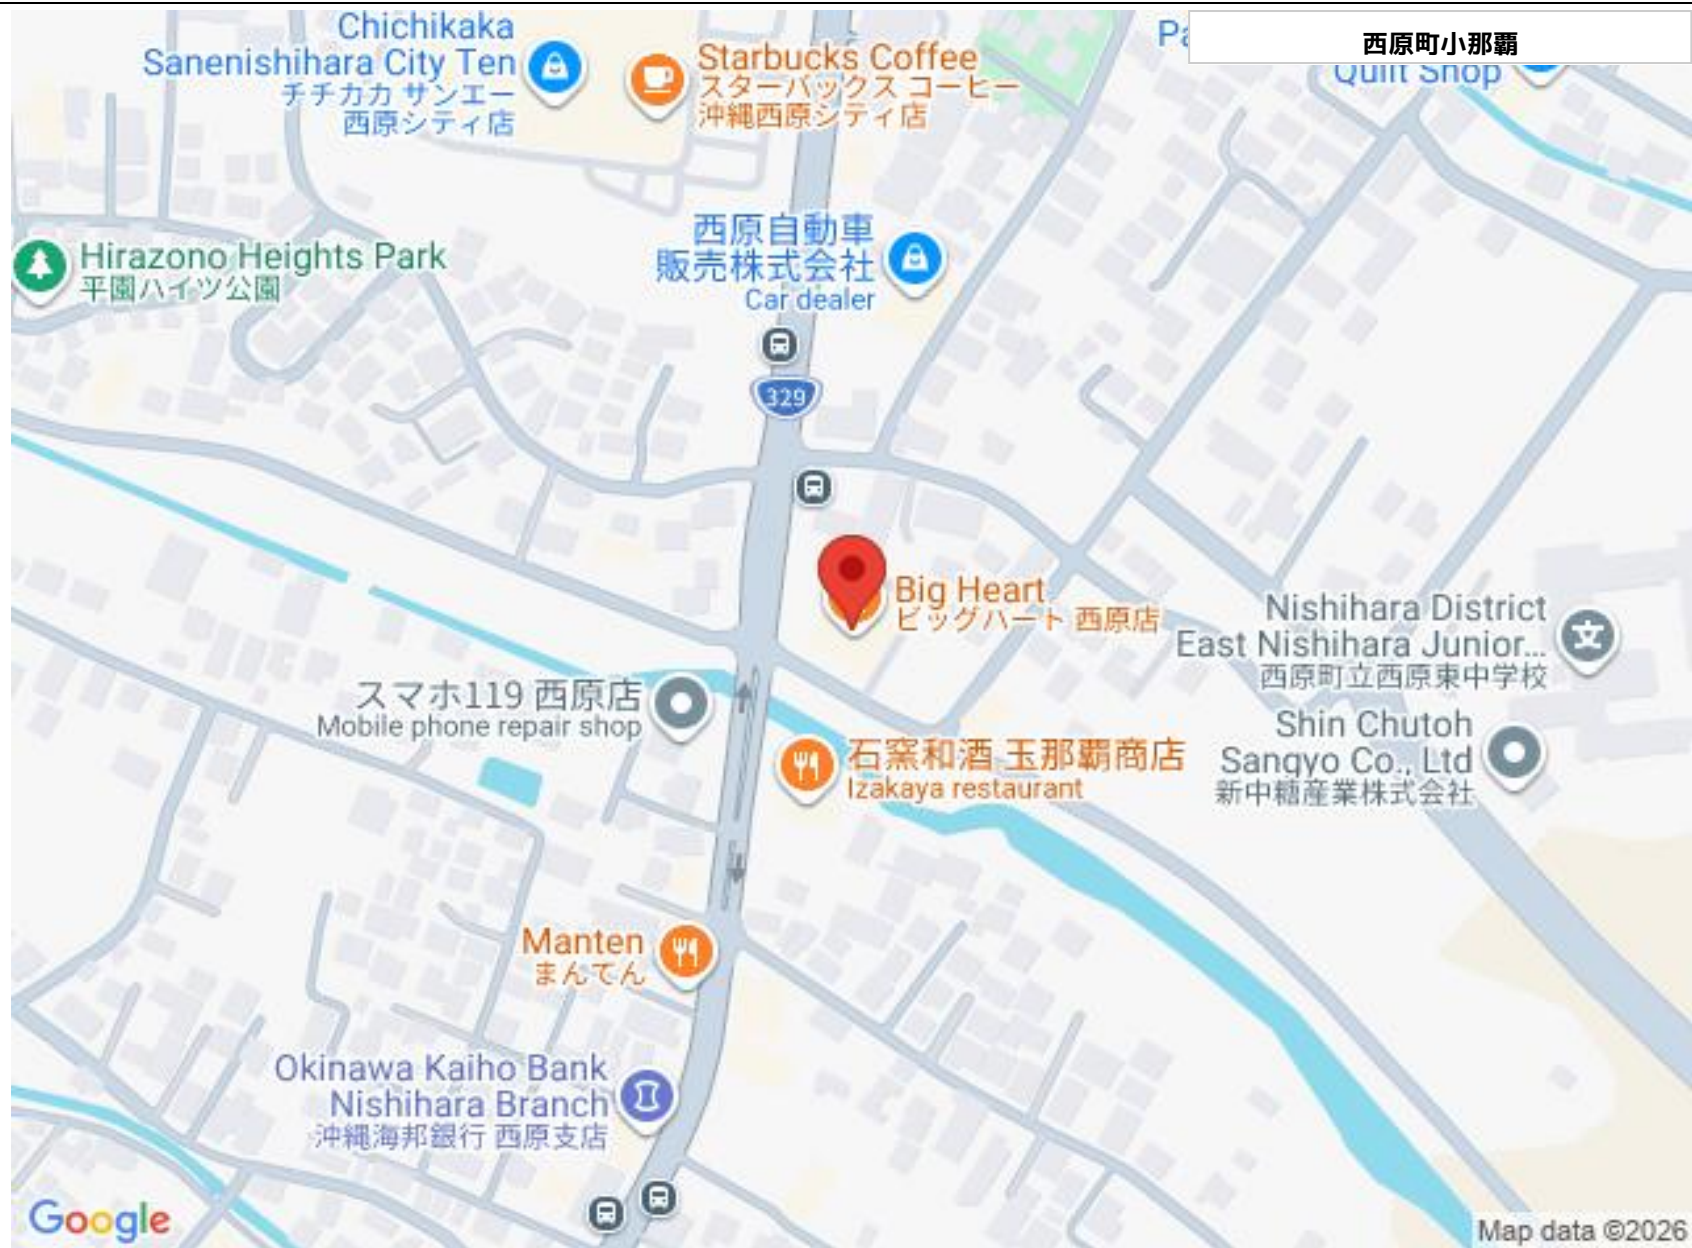 西原町小那覇
Chichikaka
Sanenishihara City Ten
チチカカ サンエー
西原シティ店
Starbucks Coffee
スターバックス コーヒー
沖縄西原シティ店
Quilt Shop
西原自動車
販売株式会社
Car dealer
Hirazono Heights Park
平園ハイツ公園
329
Big Heart
ビッグハート 西原店
Nishihara District
East Nishihara Junior...
西原町立西原東中学校
スマホ119 西原店
Mobile phone repair shop
Shin Chutoh
Sangyo Co., Ltd
新中糖産業株式会社
石窯和酒 玉那覇商店
Izakaya restaurant
Manten
まんてん
Okinawa Kaiho Bank
Nishihara Branch
沖縄海邦銀行 西原支店
Google
Map data ©2026